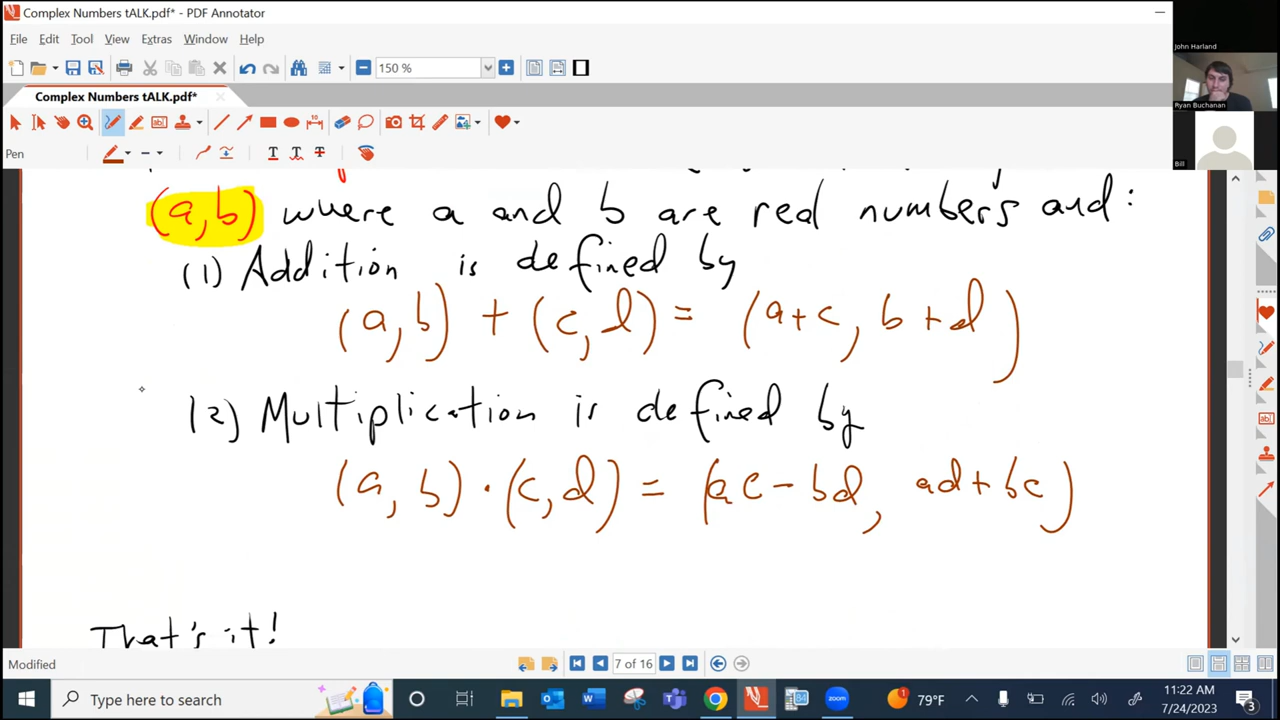 Complex Numbers tALK.pdf* - PDF Annotator
File Edit Tool View Extras Window Help
150 %
Complex Numbers tALK.pdf*
Pen
John Harland
Ryan Buchanan
Bill
(a,b) where a and b are real numbers and:
(1) Addition is defined by
(a, b) + (c, d) = (a+c, b+d)
(2) Multiplication is defined by
(a, b) · (c, d) = (ac-bd, ad+bc)
That's it!
Modified
7 of 16
Type here to search
1
79°F
11:22 AM
7/24/2023
3